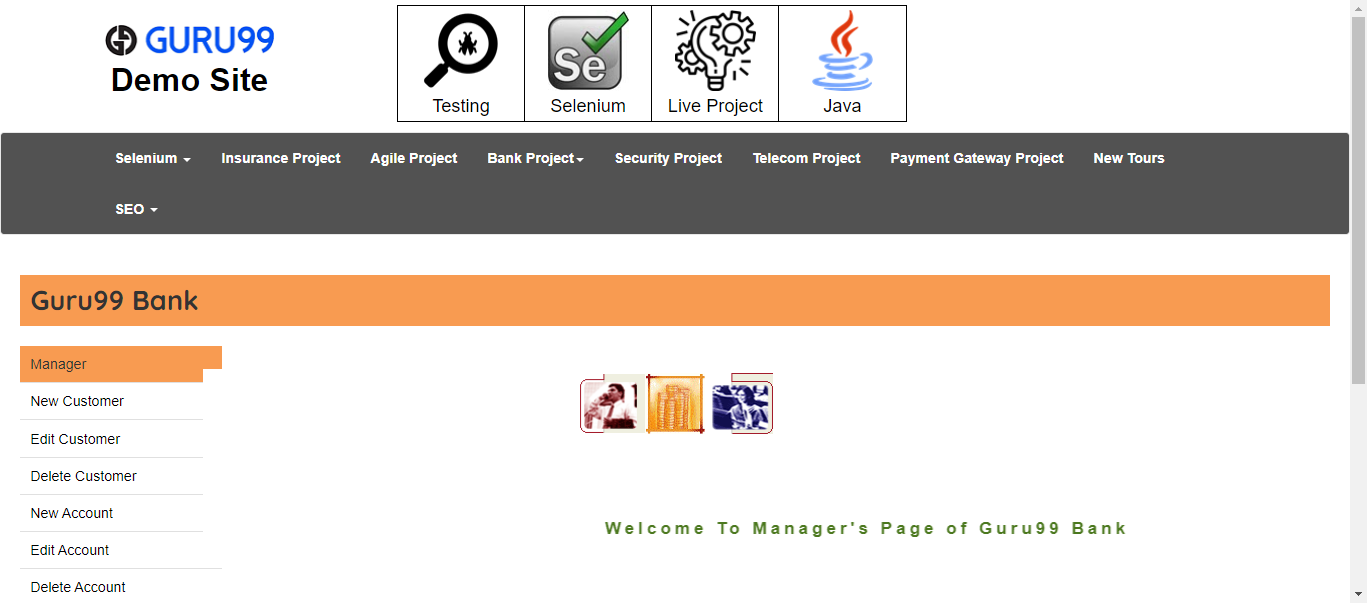 GURU99
Demo Site
Se
Testing Selenium Live Project Java
Selenium Insurance Project Agile Project Bank Project Security Project Telecom Project Payment Gateway Project New Tours
SEO
Guru99 Bank
Manager
New Customer
Edit Customer
Delete Customer
New Account
Welcome To Manager's Page of Guru99 Bank
Edit Account
Delete Account